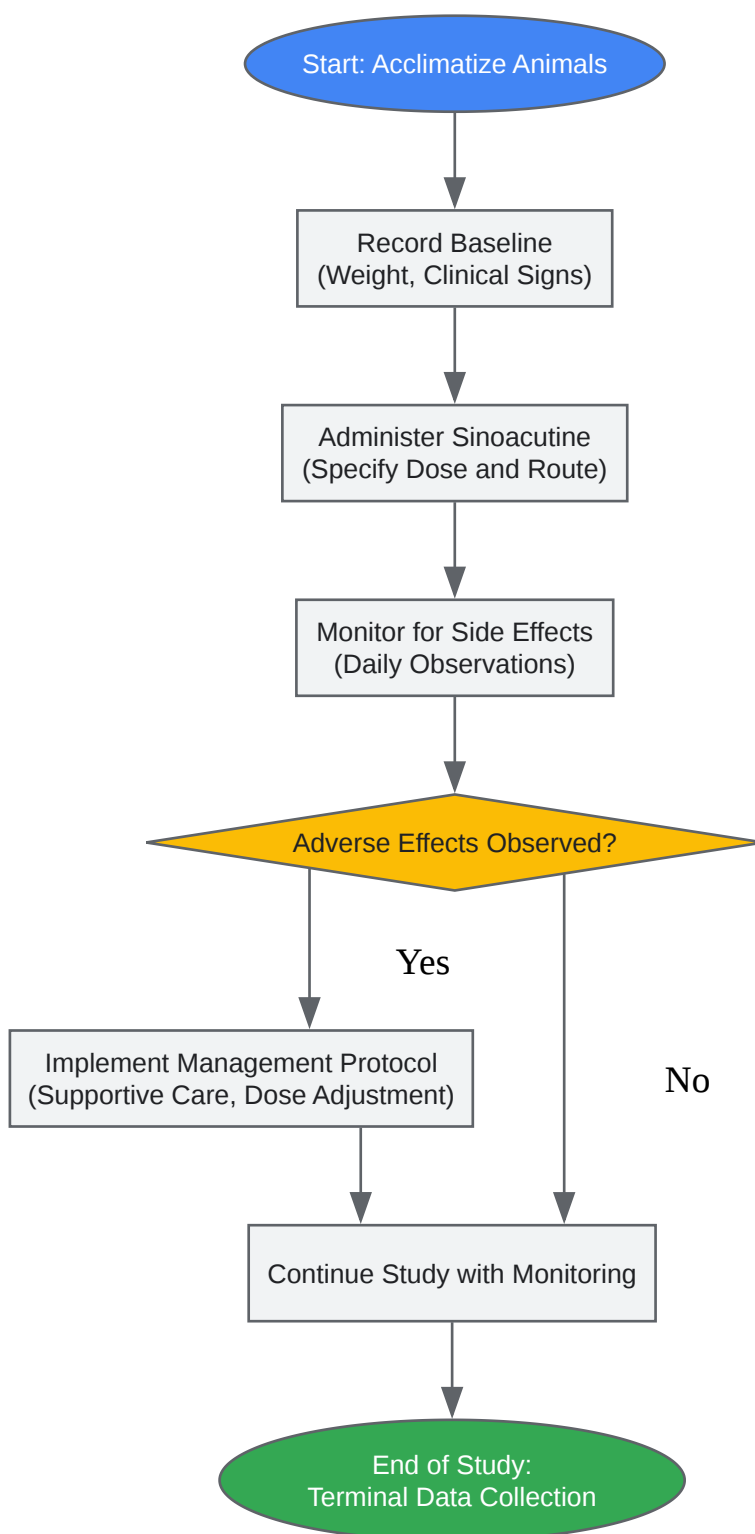 Start: Acclimatize Animals
Record Baseline
(Weight, Clinical Signs)
Administer Sinoacutine
(Specify Dose and Route)
Monitor for Side Effects
(Daily Observations)
Adverse Effects Observed?
Yes
Implement Management Protocol
(Supportive Care, Dose Adjustment)
No
Continue Study with Monitoring
End of Study:
Terminal Data Collection